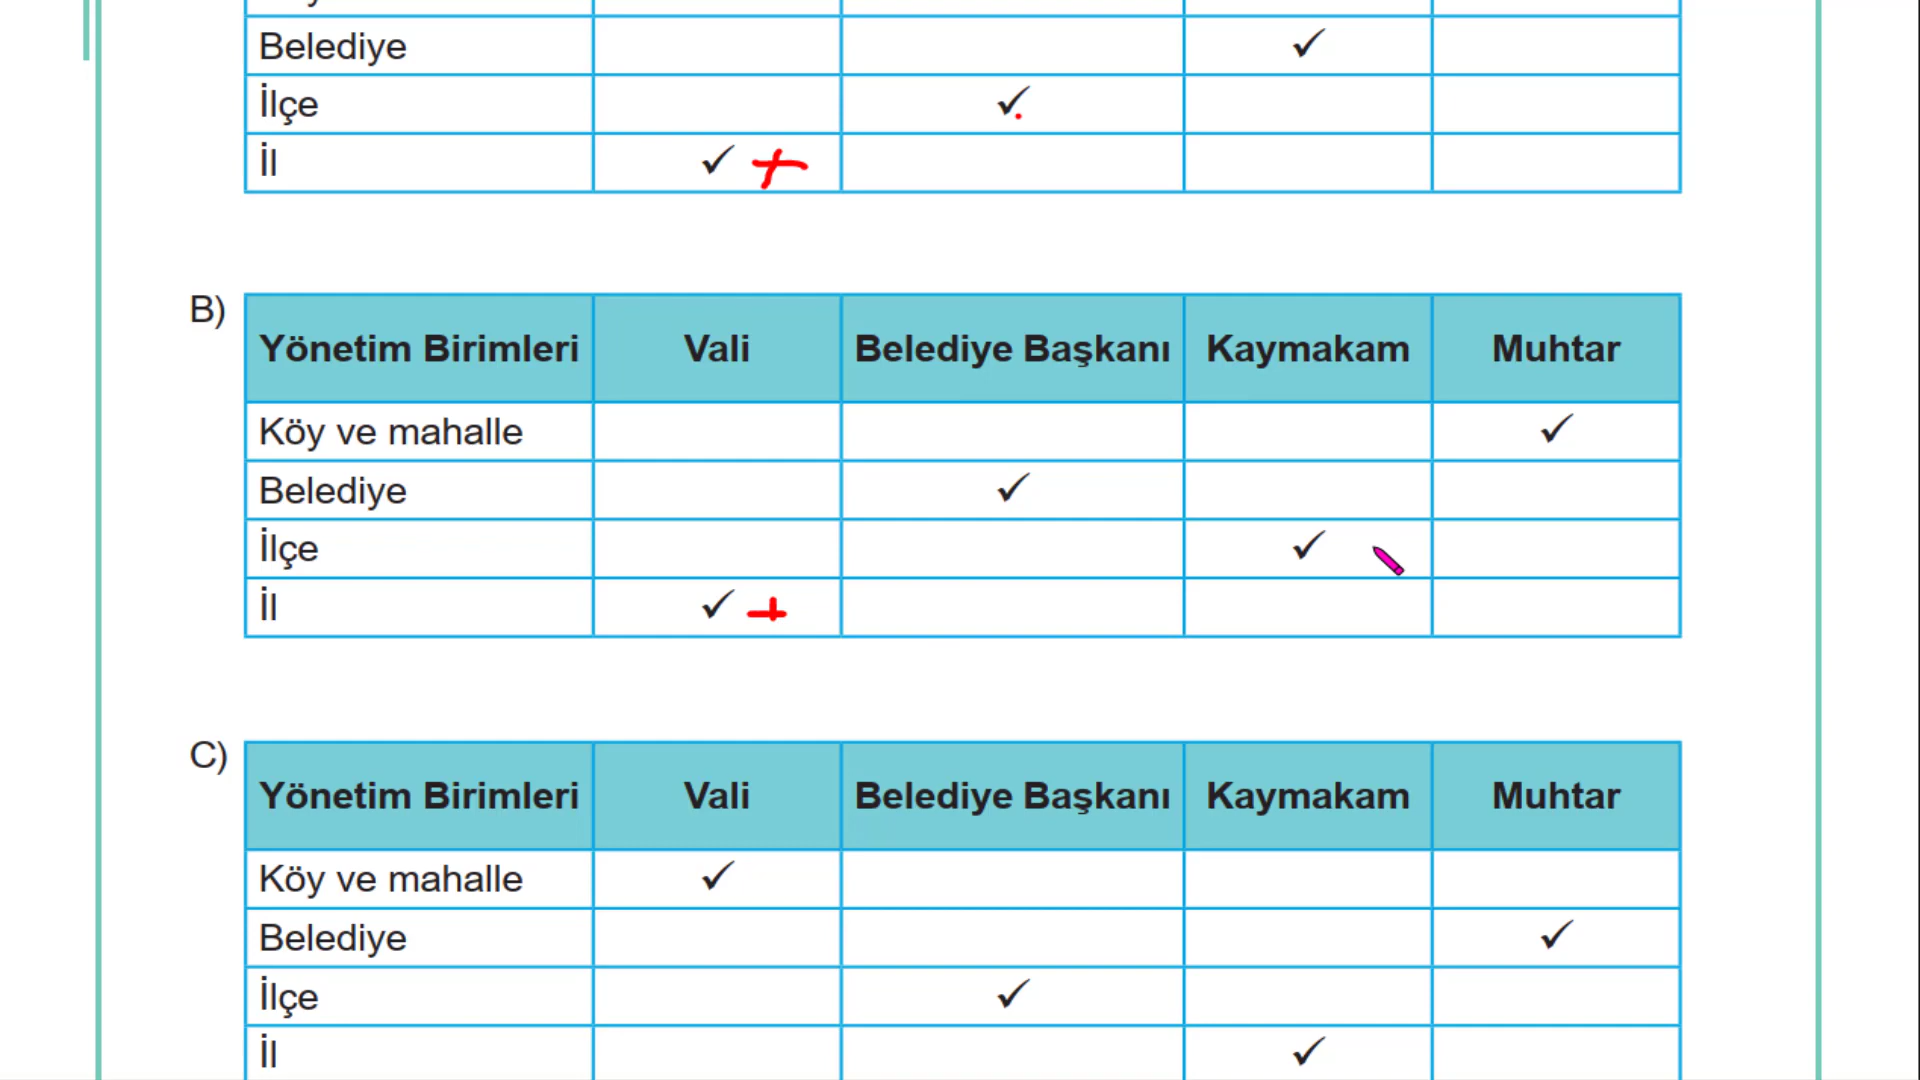 Belediye ✓
İlçe ✓
İl ✓
B)
Yönetim Birimleri Vali Belediye Başkanı Kaymakam Muhtar
Köy ve mahalle ✓
Belediye ✓
İlçe ✓
İl ✓
C)
Yönetim Birimleri Vali Belediye Başkanı Kaymakam Muhtar
Köy ve mahalle ✓
Belediye ✓
İlçe ✓
İl ✓